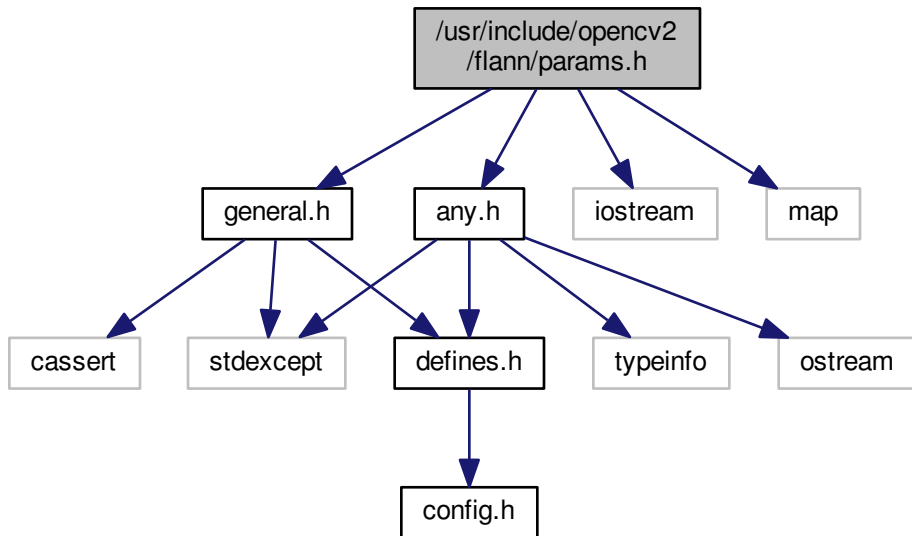 /usr/include/opencv2
/flann/params.h
general.h
any.h
iostream
map
cassert
stdexcept
defines.h
typeinfo
ostream
config.h